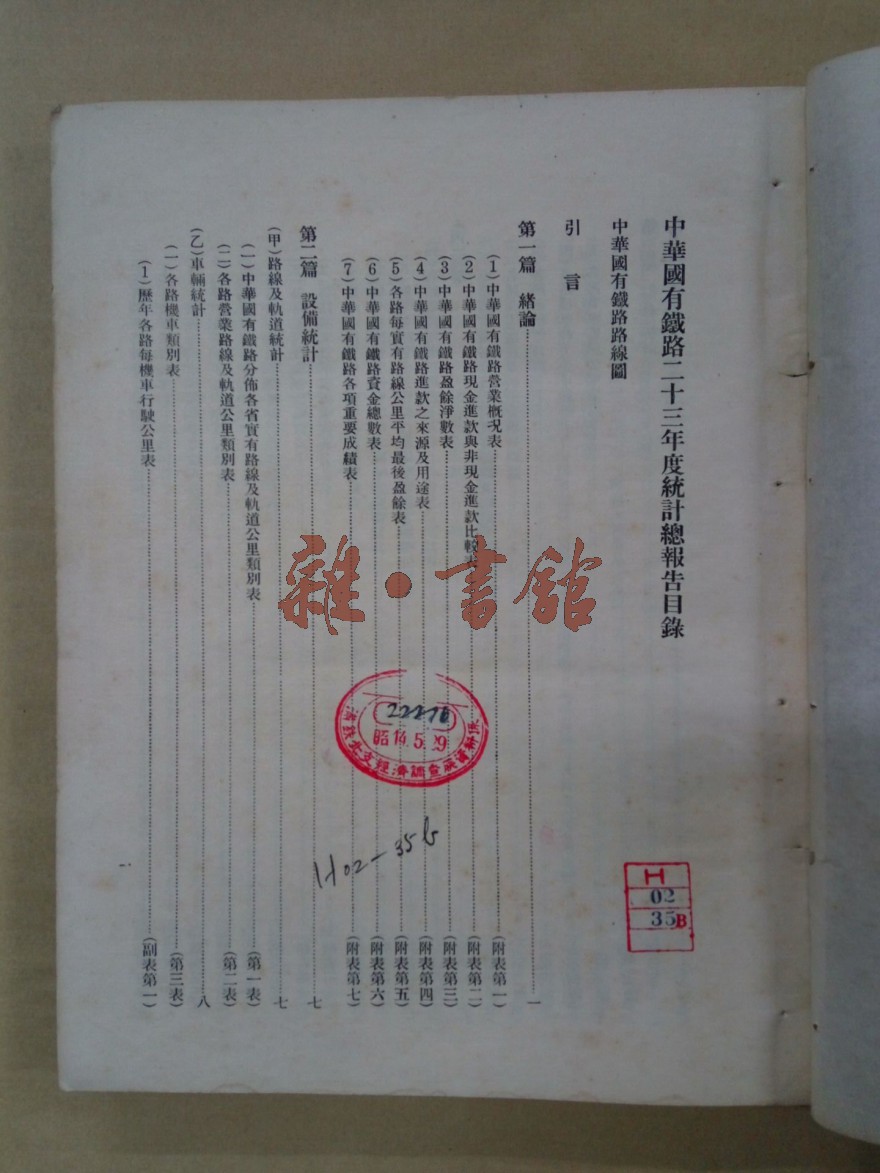 中華國有鐵路二十三年度統計總報告目錄
中華國有鐵路路線圖
引言
第一篇 緒論……一
(1)中華國有鐵路營業概況表……(附表第一)
(2)中華國有鐵路現金進款與非現金進款比較表……(附表第二)
(3)中華國有鐵路盈餘淨數表……(附表第三)
(4)中華國有鐵路進款之來源及用途表……(附表第四)
(5)各路每實有路線公里平均最後盈餘表……(附表第五)
(6)中華國有鐵路資金總數表……(附表第六)
(7)中華國有鐵路各項重要成績表……(附表第七)
第二篇 設備統計……七
(甲)路線及軌道統計……七
(一)中華國有鐵路分佈各省實有路線及軌道公里類別表……(第一表)
(二)各路營業路線及軌道公里類別表……(第二表)
(乙)車輛統計……八
(一)各路機車類別表……(第三表)
(1)歷年各路每機車行駛公里表……(副表第一)
雜·書館
昭14.5.29
H02-35b
H
02
35B